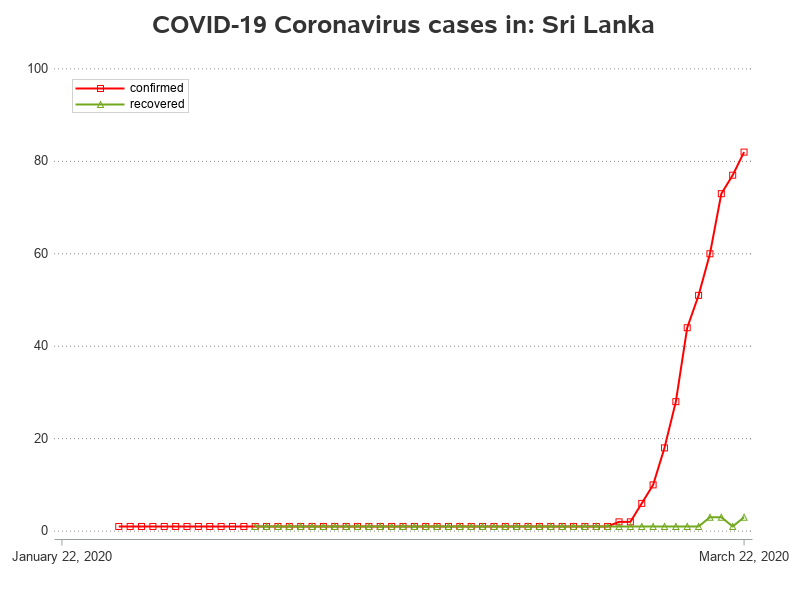 COVID-19 Coronavirus cases in: Sri Lanka
100
confirmed
recovered
80
60
40
20
0
January 22, 2020
March 22, 2020